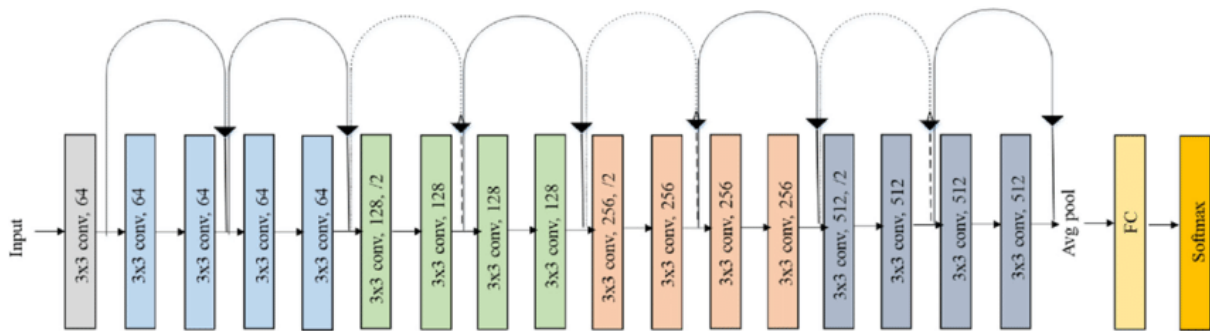 Input
3x3 conv, 64
3x3 conv, 64
3x3 conv, 64
3x3 conv, 64
3x3 conv, 64
3x3 conv, 128, /2
3x3 conv, 128
3x3 conv, 128
3x3 conv, 128
3x3 conv, 256, /2
3x3 conv, 256
3x3 conv, 256
3x3 conv, 256
3x3 conv, 512, /2
3x3 conv, 512
3x3 conv, 512
3x3 conv, 512
Avg pool
FC
Softmax